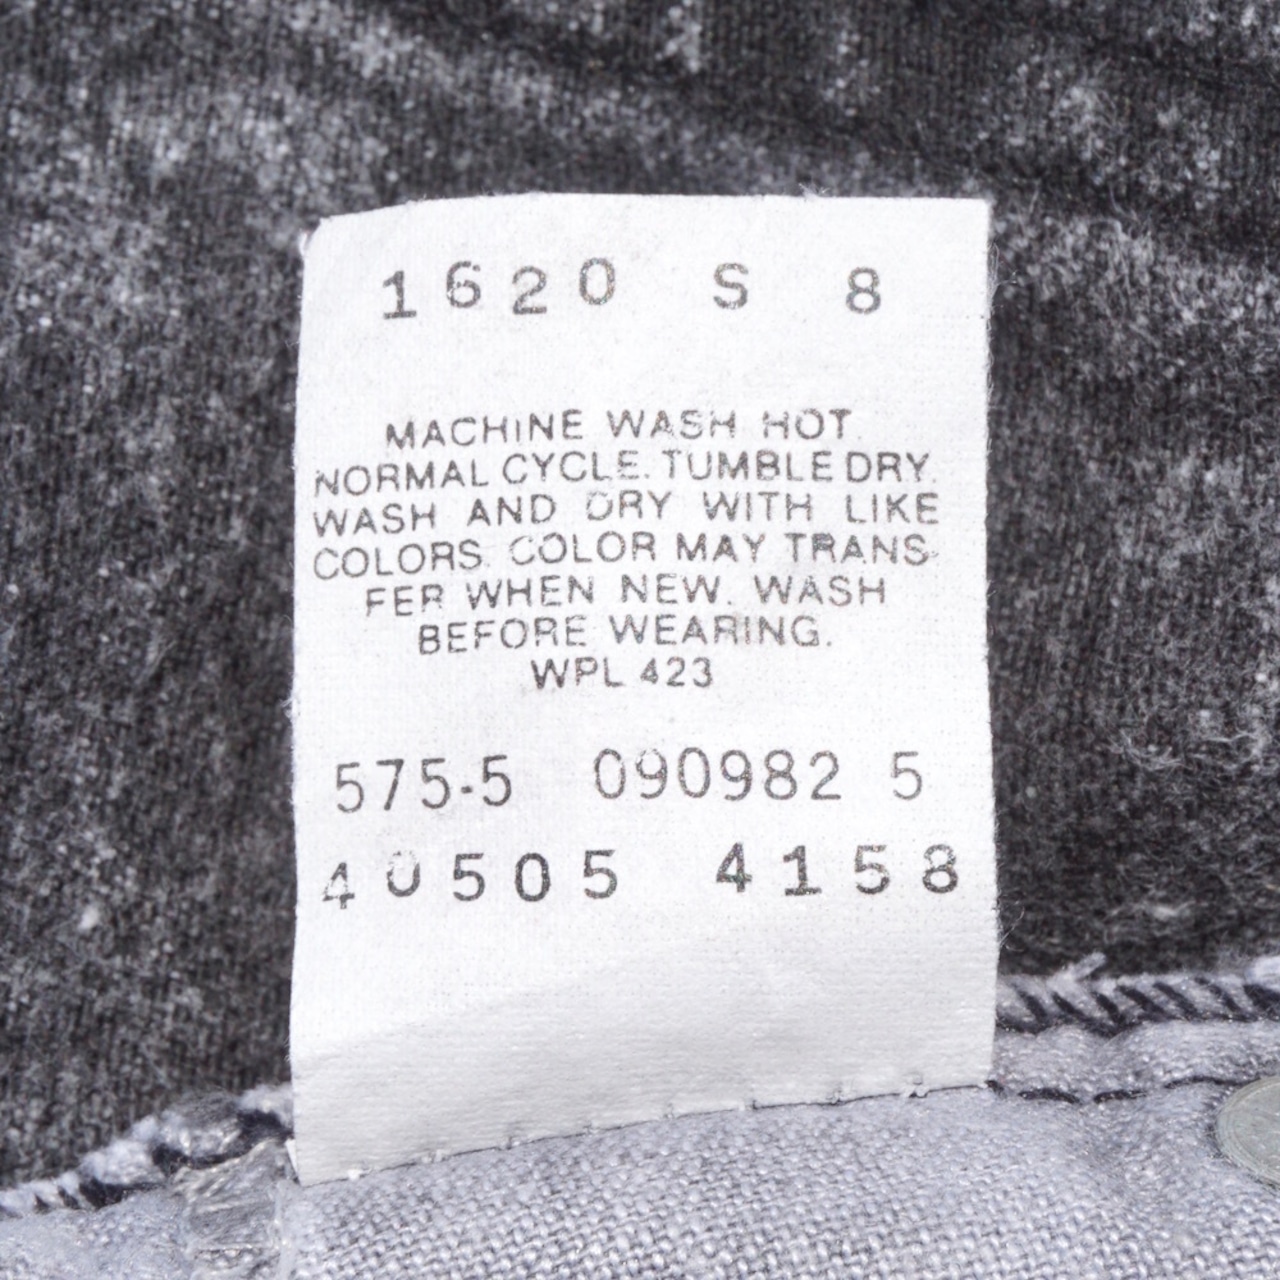 1620 S 8
MACHINE WASH HOT.
NORMAL CYCLE. TUMBLE DRY.
WASH AND DRY WITH LIKE
COLORS. COLOR MAY TRANS-
FER WHEN NEW. WASH
BEFORE WEARING.
WPL 423
575-5 090982 5
40505 4158